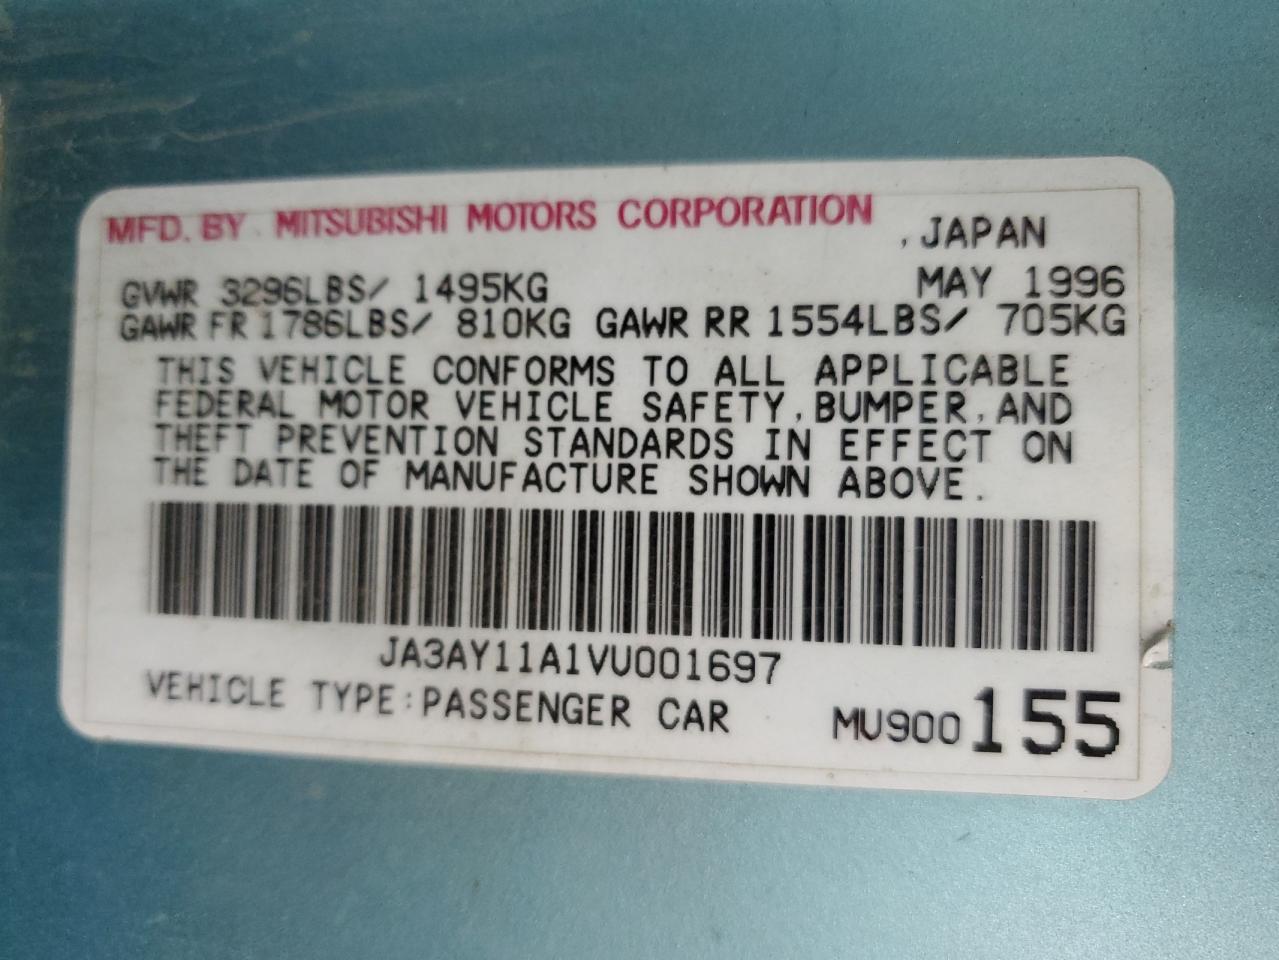 MFD. BY MITSUBISHI MOTORS CORPORATION
, JAPAN
GVWR 3296LBS/ 1495KG MAY 1996
GAWR FR 1786LBS/ 810KG GAWR RR 1554LBS/ 705KG
THIS VEHICLE CONFORMS TO ALL APPLICABLE
FEDERAL MOTOR VEHICLE SAFETY, BUMPER, AND
THEFT PREVENTION STANDARDS IN EFFECT ON
THE DATE OF MANUFACTURE SHOWN ABOVE.
JA3AY11A1VU001697
VEHICLE TYPE:PASSENGER CAR MU900155